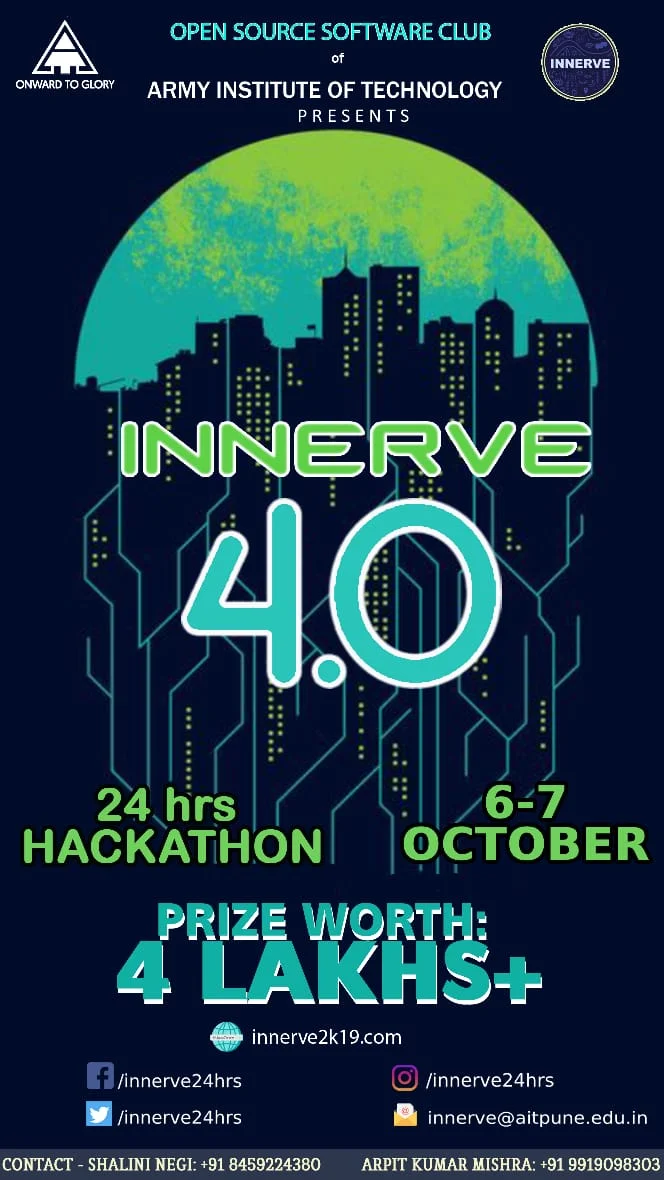 OPEN SOURCE SOFTWARE CLUB
of
ARMY INSTITUTE OF TECHNOLOGY
PRESENTS
ONWARD TO GLORY
INNERVE
INNERVE
4.0
24 hrs
HACKATHON
6-7
OCTOBER
PRIZE WORTH:
4 LAKHS+
innerve2k19.com
/innerve24hrs
/innerve24hrs
/innerve24hrs
innerve@aitpune.edu.in
CONTACT - SHALINI NEGI: +91 8459224380
ARPIT KUMAR MISHRA: +91 9919098303